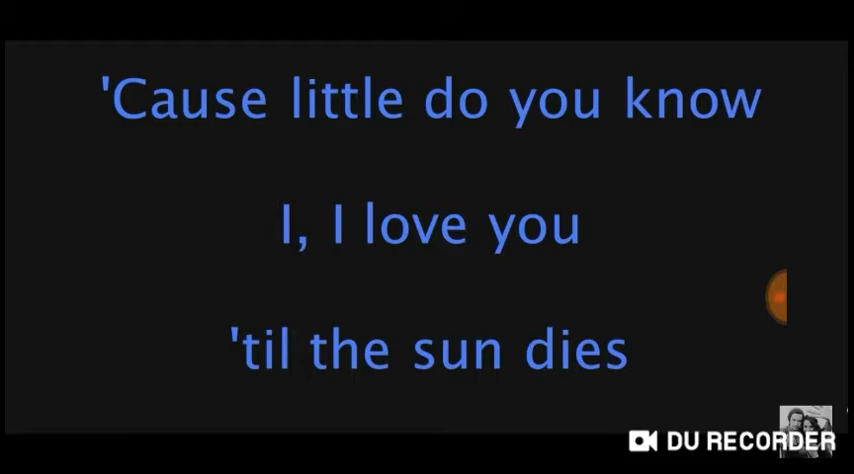 'Cause little do you know
I, I love you
'til the sun dies
DU RECORDER